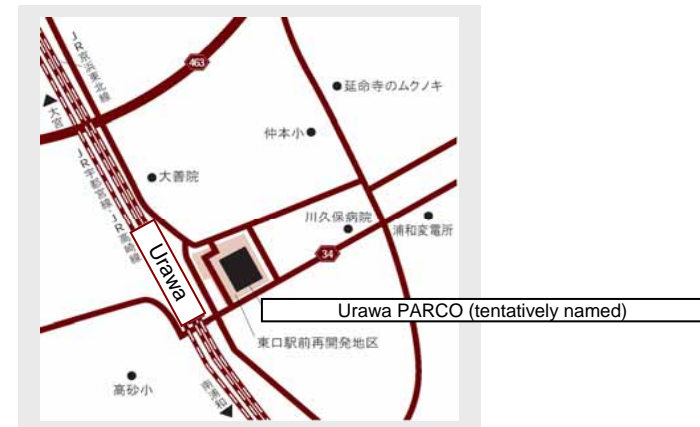 JR京浜東北線
463
大宮
延命寺のムクノキ
仲本小
JR宇都宮線・JR高崎線
大善院
川久保病院
浦和変電所
34
Urawa
Urawa PARCO (tentatively named)
東口駅前再開発地区
高砂小
南浦和